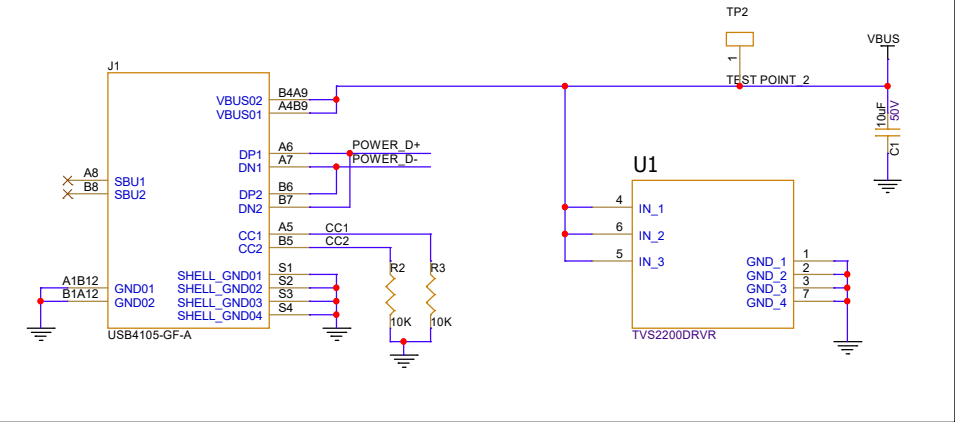 TP2
1
TEST POINT_2
VBUS
10uF
50V
C1
J1
VBUS02 B4A9
VBUS01 A4B9
DP1 A6 POWER_D+
DN1 A7 POWER_D-
A8 SBU1
B8 SBU2
DP2 B6
DN2 B7
CC1 A5 CC1
CC2 B5 CC2
R2 R3
10K 10K
SHELL_GND01 S1
SHELL_GND02 S2
SHELL_GND03 S3
SHELL_GND04 S4
A1B12 GND01
B1A12 GND02
USB4105-GF-A
U1
4 IN_1
6 IN_2
5 IN_3
GND_1 1
GND_2 2
GND_3 3
GND_4 7
TVS2200DRVR